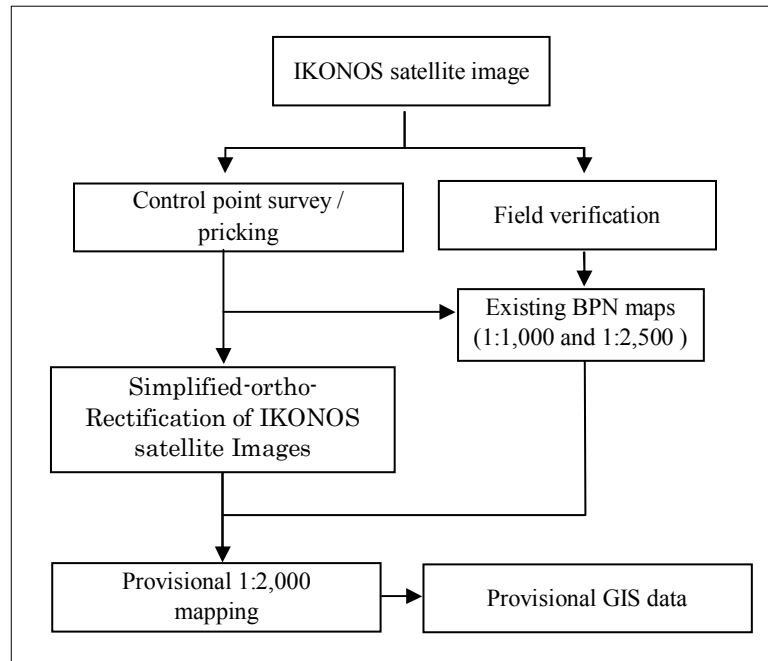 IKONOS satellite image
Control point survey /
pricking
Field verification
Existing BPN maps
(1:1,000 and 1:2,500 )
Simplified-ortho-
Rectification of IKONOS
satellite Images
Provisional 1:2,000
mapping
Provisional GIS data